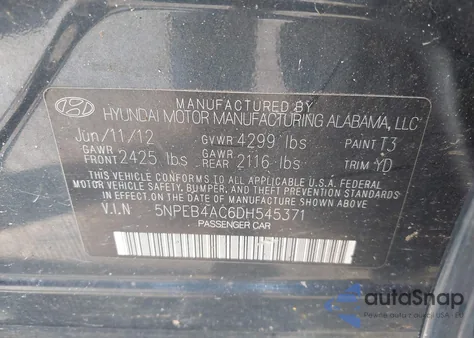 MANUFACTURED BY
HYUNDAI MOTOR MANUFACTURING ALABAMA, LLC
Jun/11/12 GVWR 4299 lbs PAINT T3
GAWR FRONT 2425 lbs GAWR REAR 2116 lbs TRIM YD
THIS VEHICLE CONFORMS TO ALL APPLICABLE U.S.A. FEDERAL
MOTOR VEHICLE SAFETY, BUMPER, AND THEFT PREVENTION
STANDARDS IN EFFECT ON THE DATE OF MANUFACTURE SHOWN ABOVE.
V.I.N 5NPEB4AC6DH545371
PASSENGER CAR
autoSnap